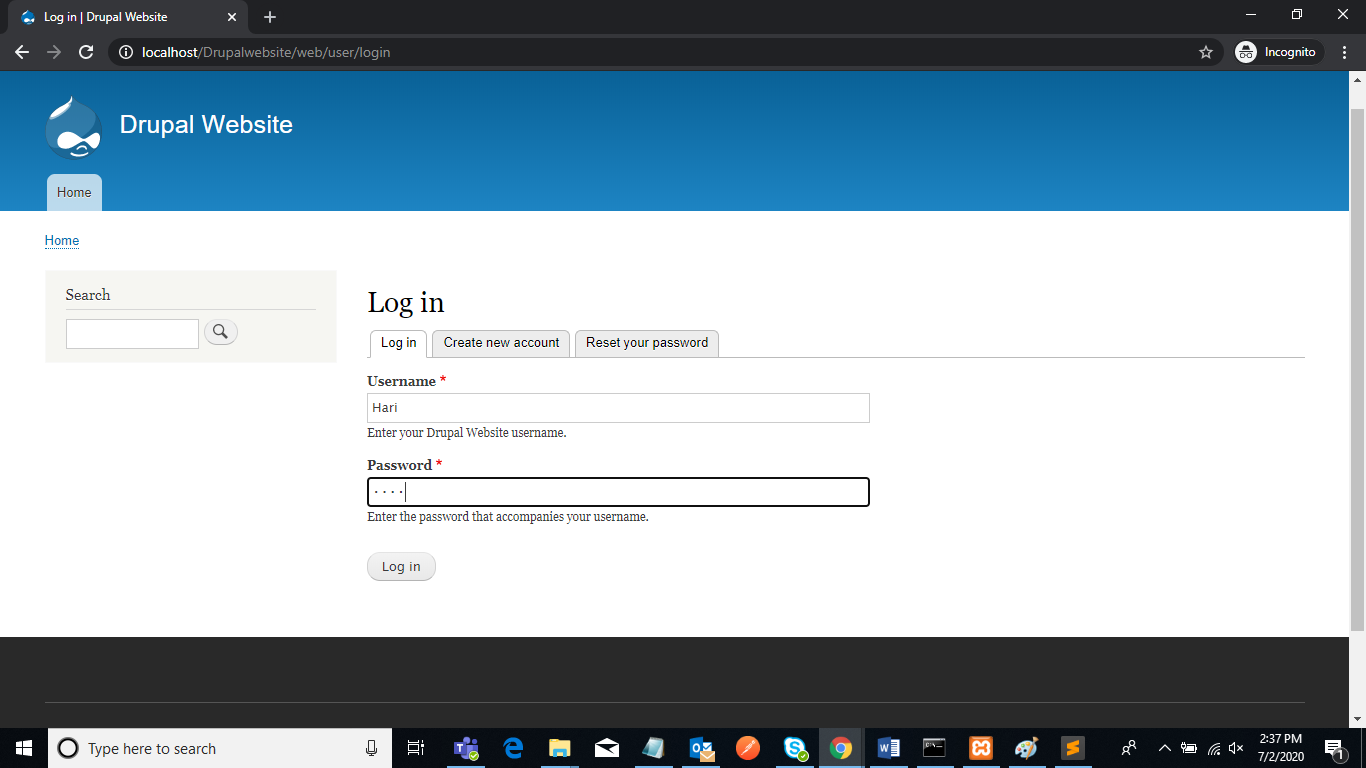 Log in | Drupal Website
localhost/Drupalwebsite/web/user/login
Incognito
Drupal Website
Home
Home
Search
Log in
Log in
Create new account
Reset your password
Username *
Hari
Enter your Drupal Website username.
Password *
····
Enter the password that accompanies your username.
Log in
Type here to search
2:37 PM
7/2/2020
1